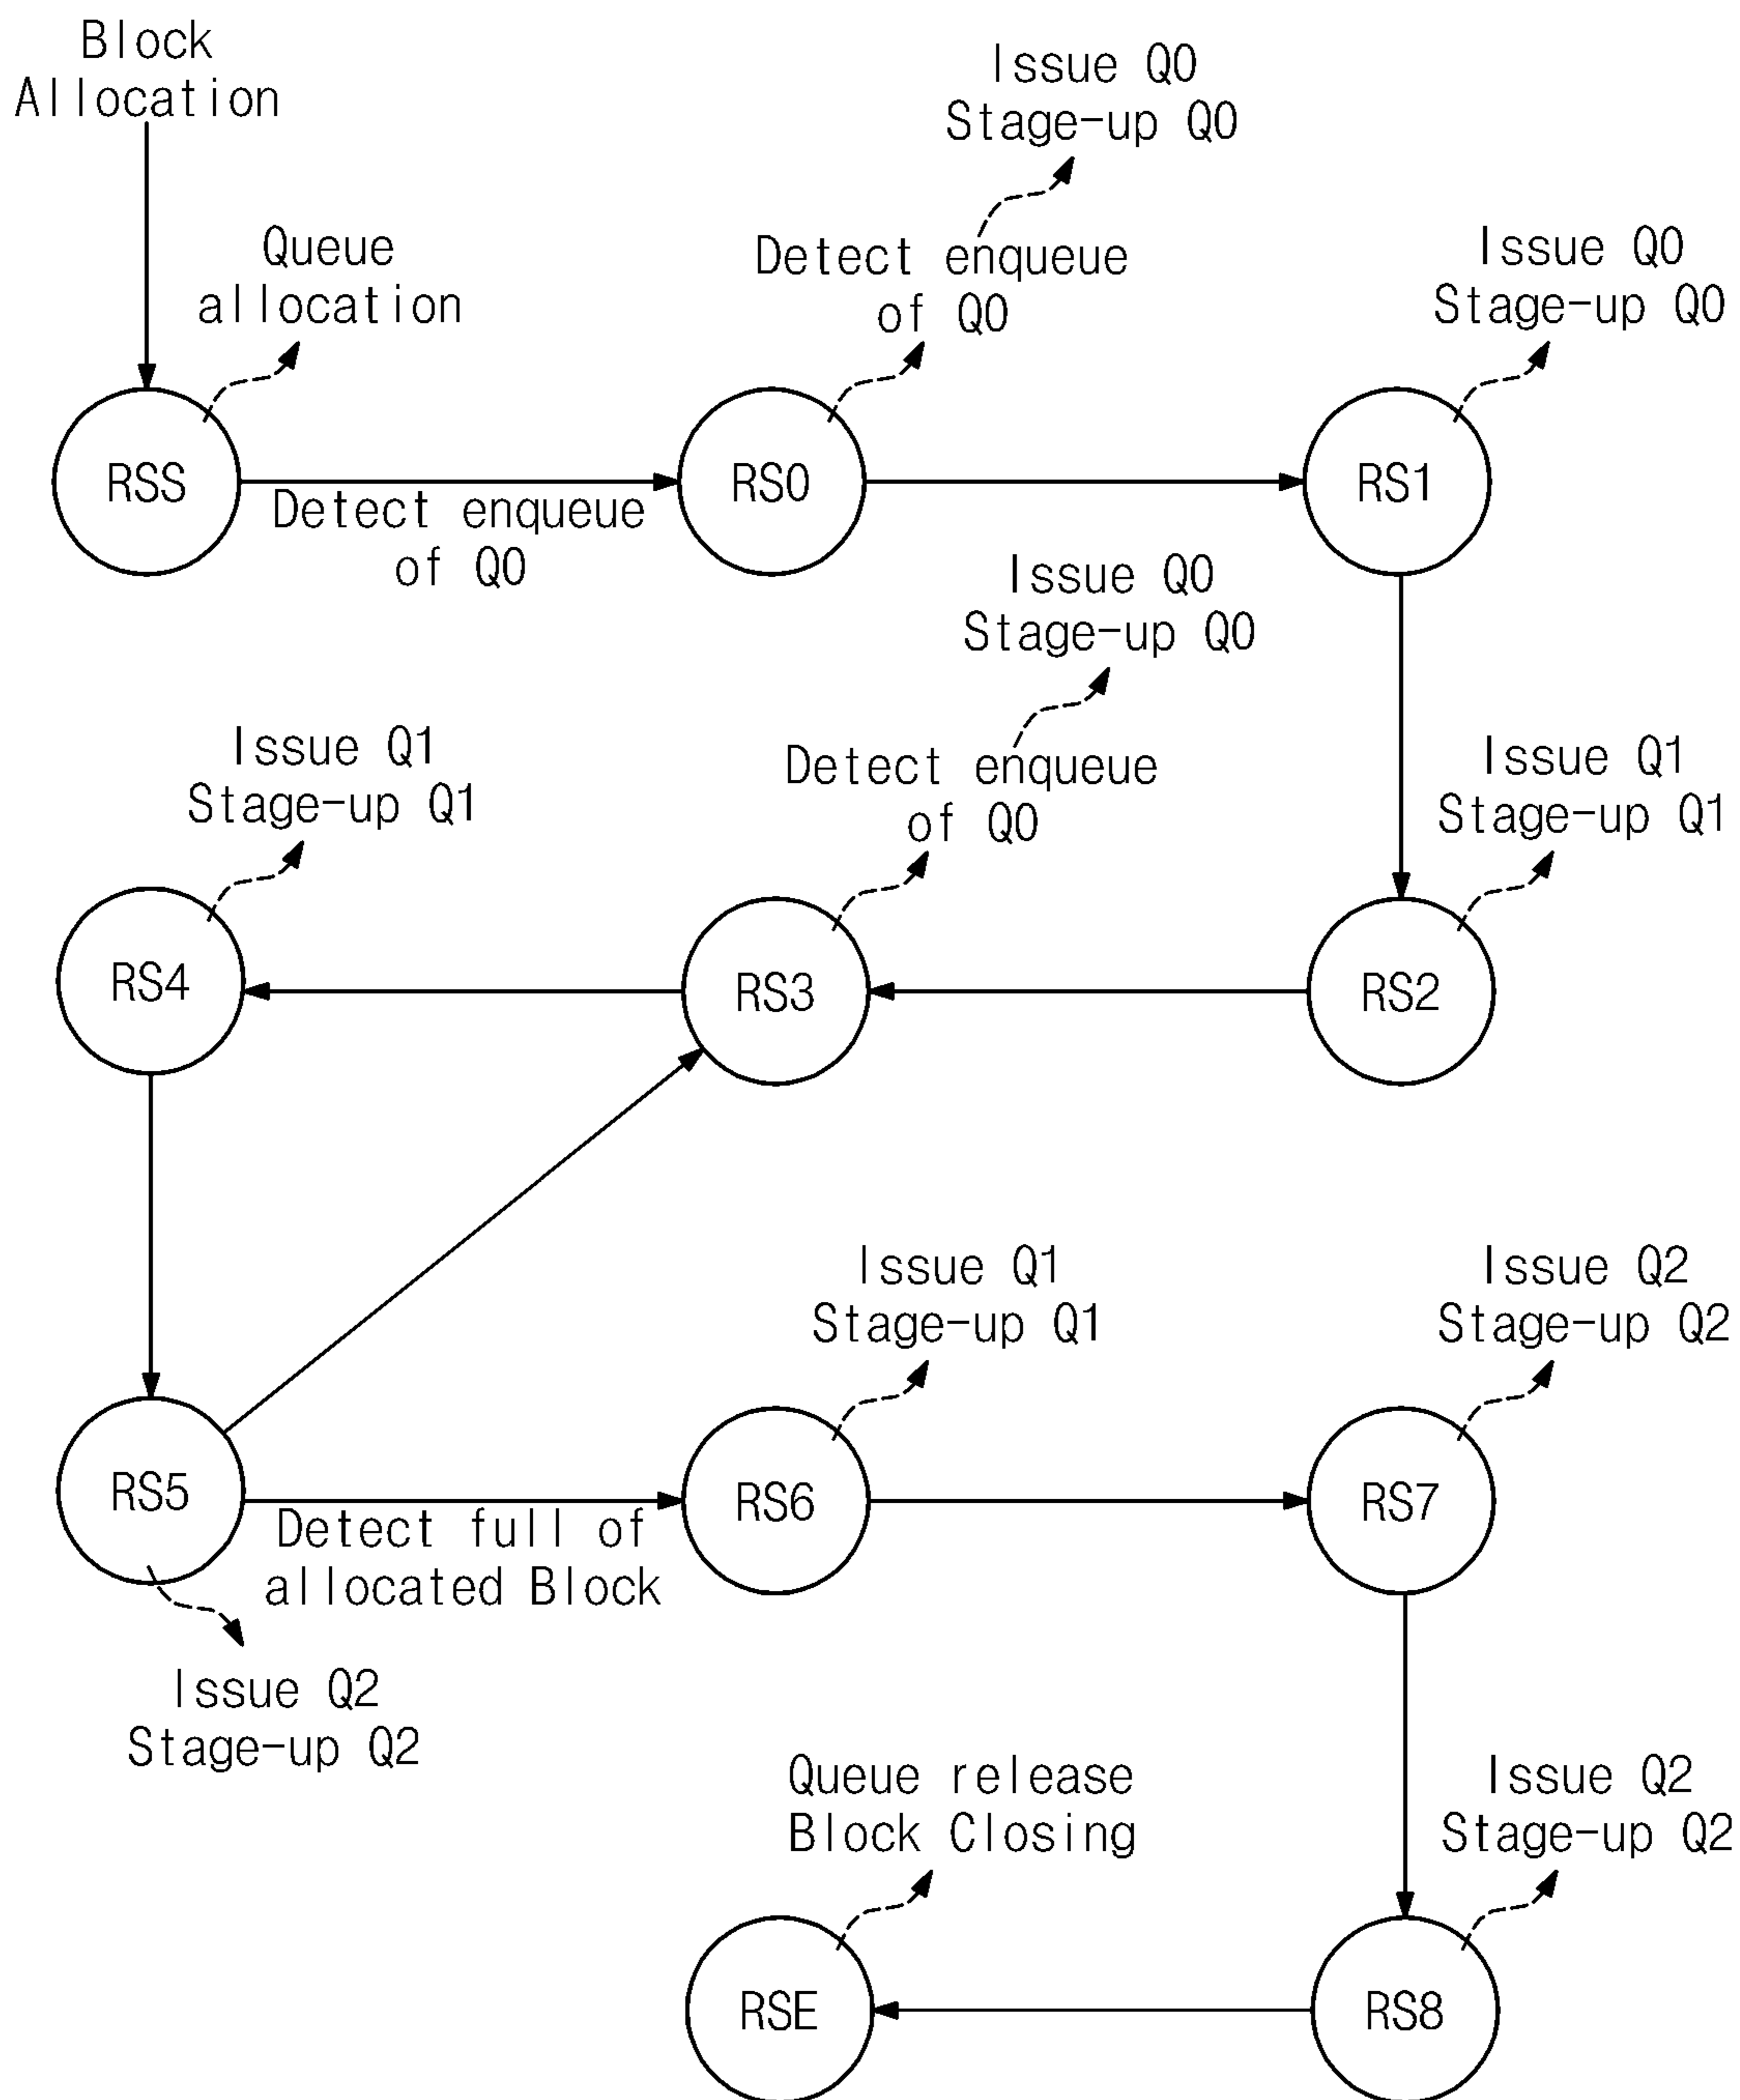 Block
Allocation
Issue Q0
Stage-up Q0
Queue
allocation
Detect enqueue
of Q0
Issue Q0
Stage-up Q0
RSS
RS0
RS1
Detect enqueue
of Q0
Issue Q0
Stage-up Q0
Issue Q1
Stage-up Q1
Detect enqueue
of Q0
Issue Q1
Stage-up Q1
RS4
RS3
RS2
Issue Q1
Stage-up Q1
Issue Q2
Stage-up Q2
RS5
RS6
RS7
Detect full of
allocated Block
Issue Q2
Stage-up Q2
Queue release
Block Closing
Issue Q2
Stage-up Q2
RSE
RS8